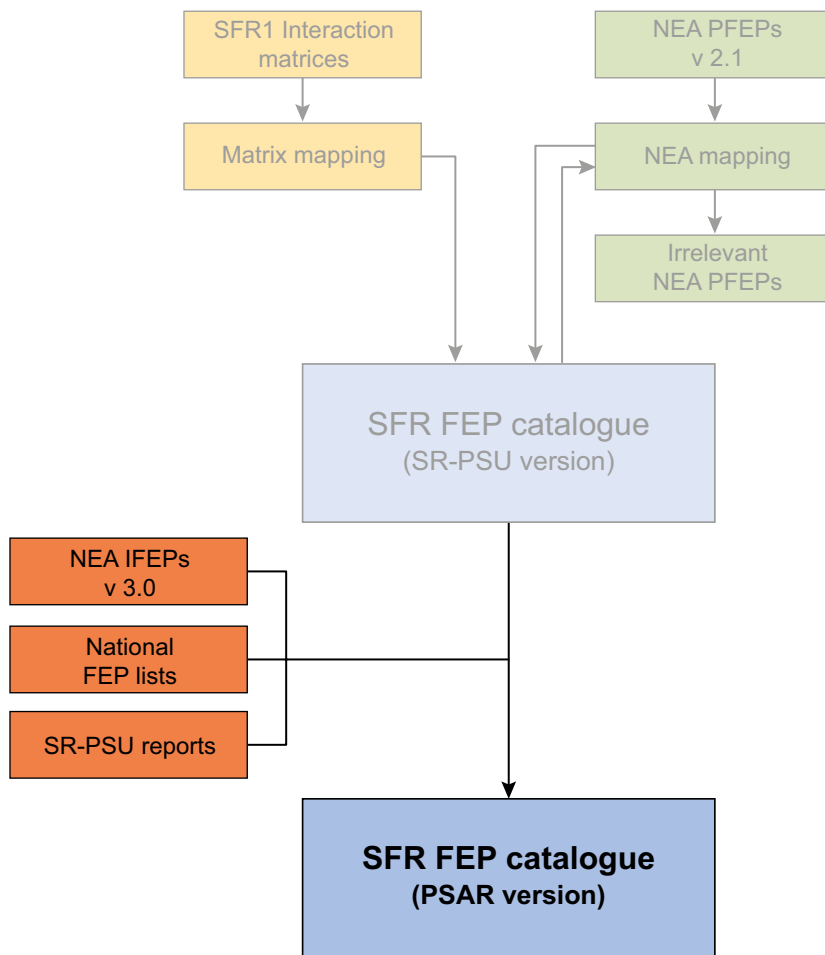 SFR1 Interaction
matrices
NEA PFEPs
v 2.1
Matrix mapping
NEA mapping
Irrelevant
NEA PFEPs
SFR FEP catalogue
(SR-PSU version)
NEA IFEPs
v 3.0
National
FEP lists
SR-PSU reports
SFR FEP catalogue
(PSAR version)